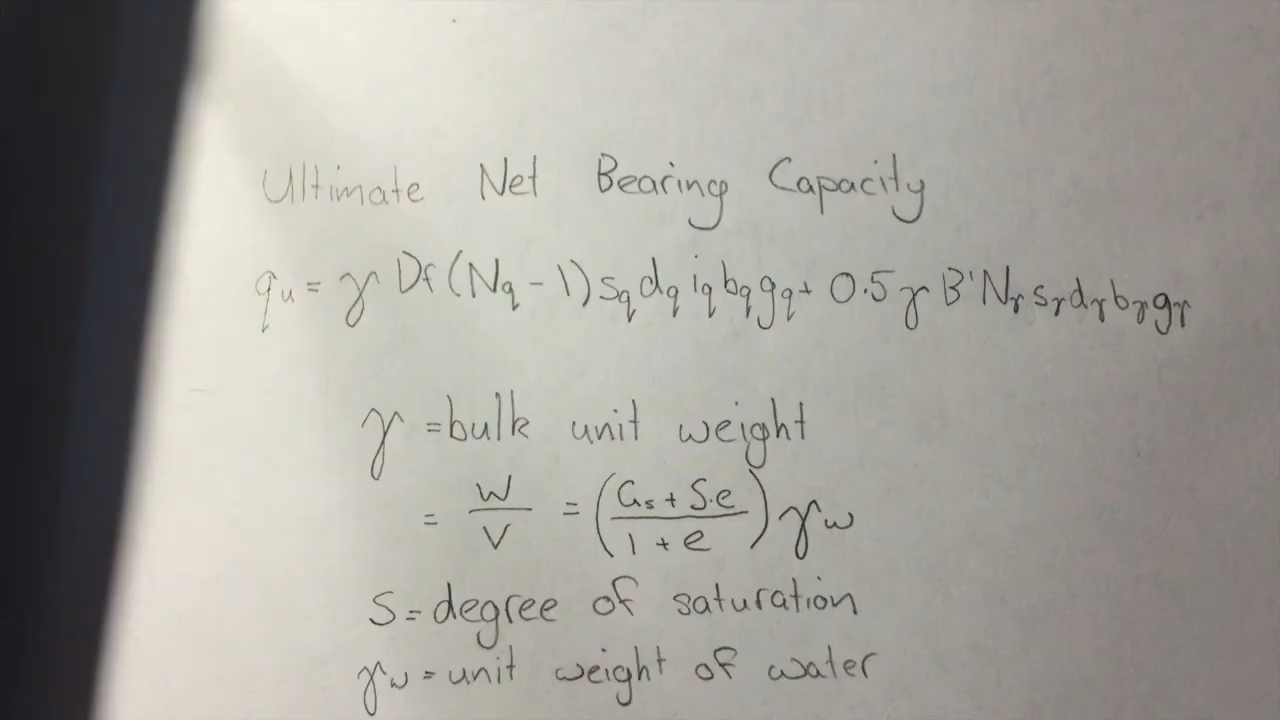 Ultimate Net Bearing Capacity
qu = γ Df (Nq - 1) sq dq iq bq gq + 0.5 γ B' Nγ sγ dγ bγ gγ
γ = bulk unit weight
= W/V = (Gs + S.e / 1 + e) γw
S = degree of saturation
γw = unit weight of water